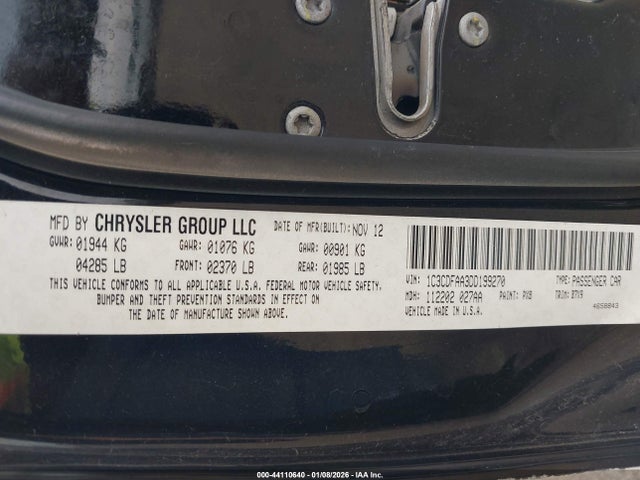 MFD BY CHRYSLER GROUP LLC DATE OF MFR(BUILT): NOV 12
GVWR: 01944 KG GAWR: 01076 KG GAWR: 00901 KG
04285 LB FRONT: 02370 LB REAR: 01985 LB
THIS VEHICLE CONFORMS TO ALL APPLICABLE U.S.A. FEDERAL MOTOR VEHICLE SAFETY,
BUMPER AND THEFT PREVENTION STANDARDS IN EFFECT ON
THE DATE OF MANUFACTURE SHOWN ABOVE.
VIN: 1C3CDFAA3DD199270 TYPE: PASSENGER CAR
MDH: 112202 027AA PAINT: PX8 TRIM: B7X9
MADE IN U.S.A. 4658843
000-44110640 - 01/08/2026 - IAA Inc.